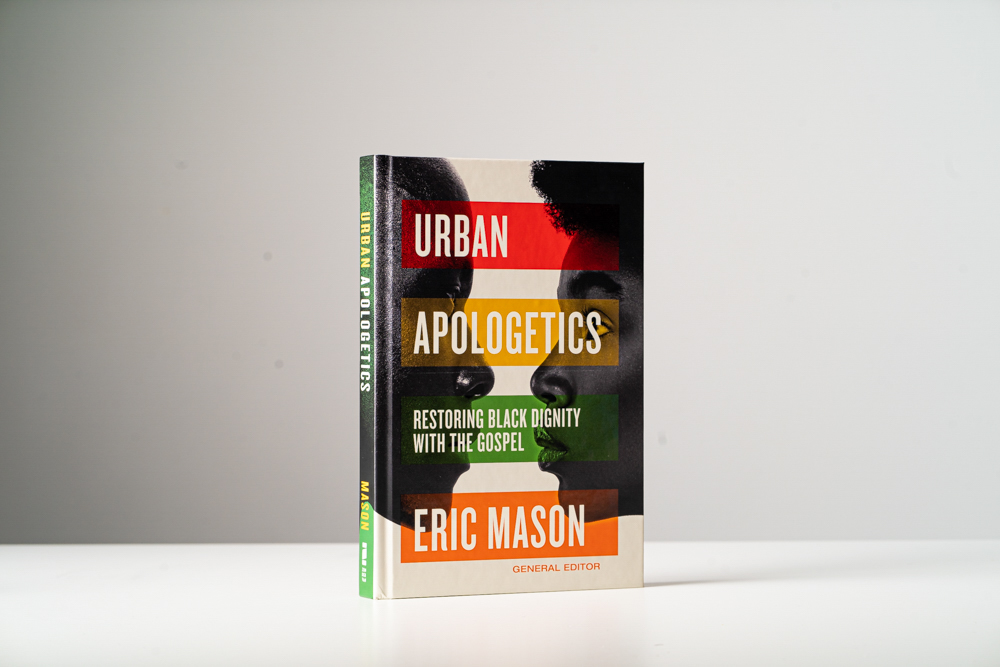 URBAN
APOLOGETICS
RESTORING BLACK DIGNITY
WITH THE GOSPEL
ERIC MASON
GENERAL EDITOR
URBAN APOLOGETICS
MASON